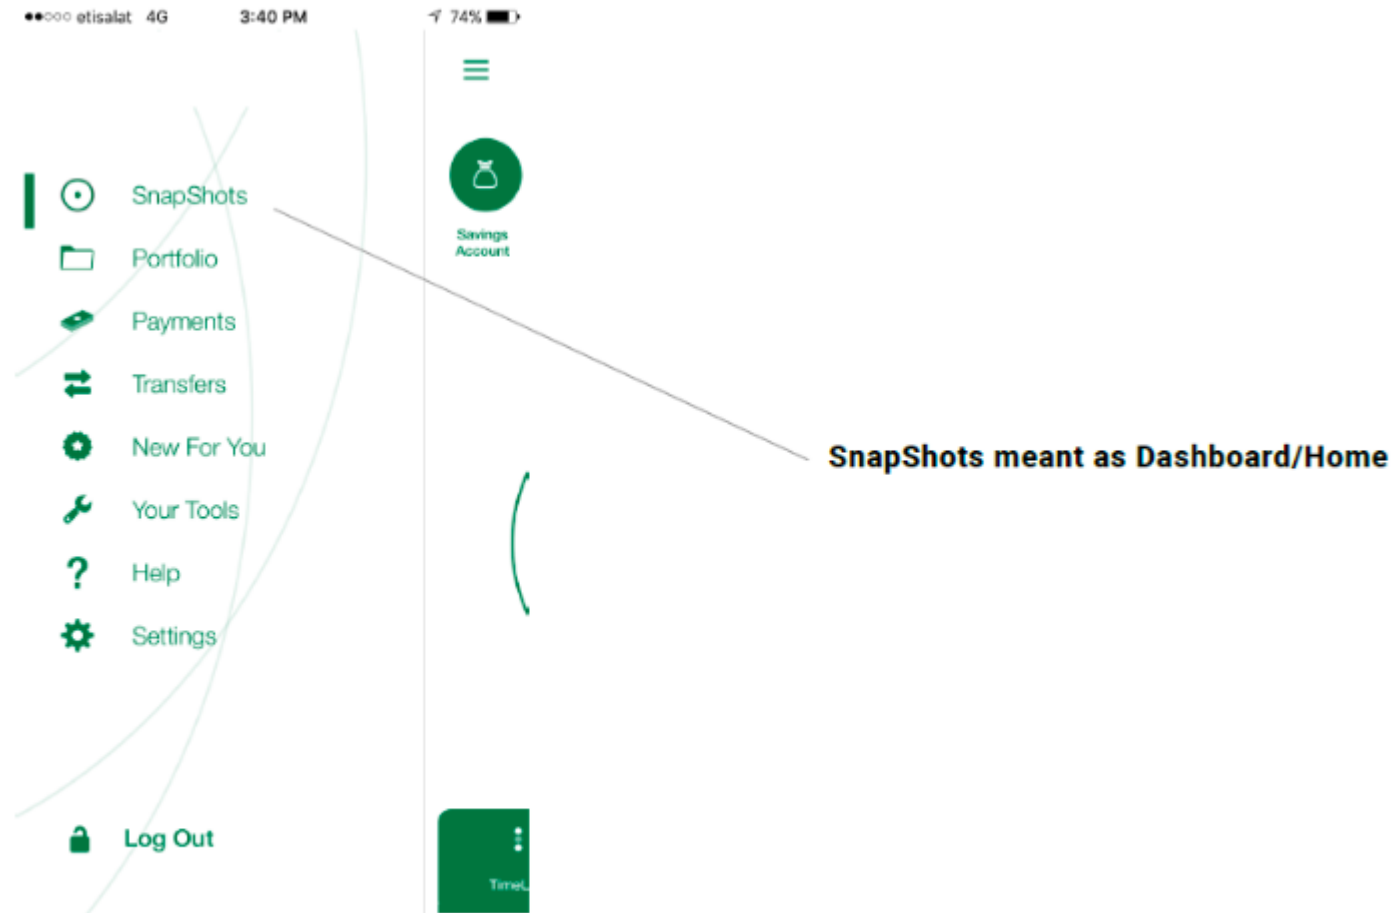 etisalat 4G 3:40 PM 74%
SnapShots
Portfolio
Payments
Transfers
New For You
Your Tools
Help
Settings
Log Out
Savings
Account
SnapShots meant as Dashboard/Home